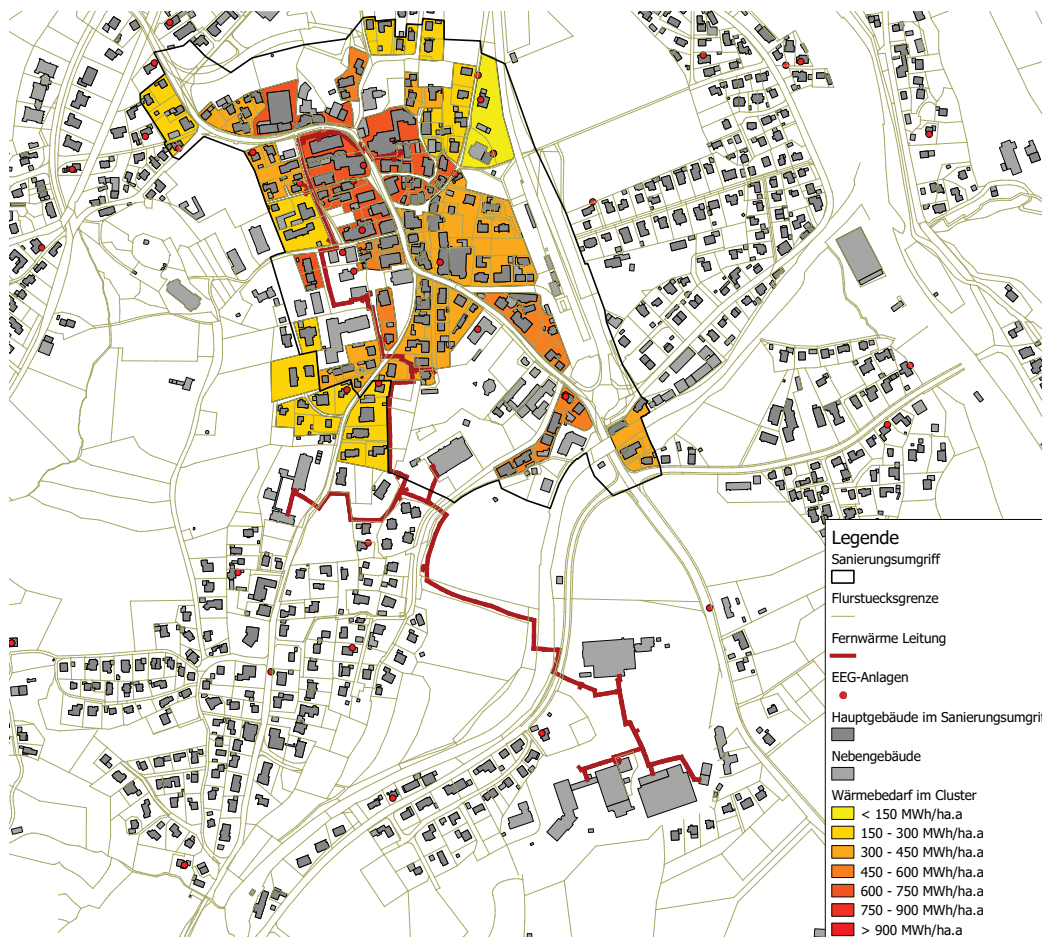 Legende
Sanierungsumgriff
Flurstuecksgrenze
Fernwärme Leitung
EEG-Anlagen
Hauptgebäude im Sanierungsumgrif
Nebengebäude
Wärmebedarf im Cluster
< 150 MWh/ha.a
150 - 300 MWh/ha.a
300 - 450 MWh/ha.a
450 - 600 MWh/ha.a
600 - 750 MWh/ha.a
750 - 900 MWh/ha.a
> 900 MWh/ha.a